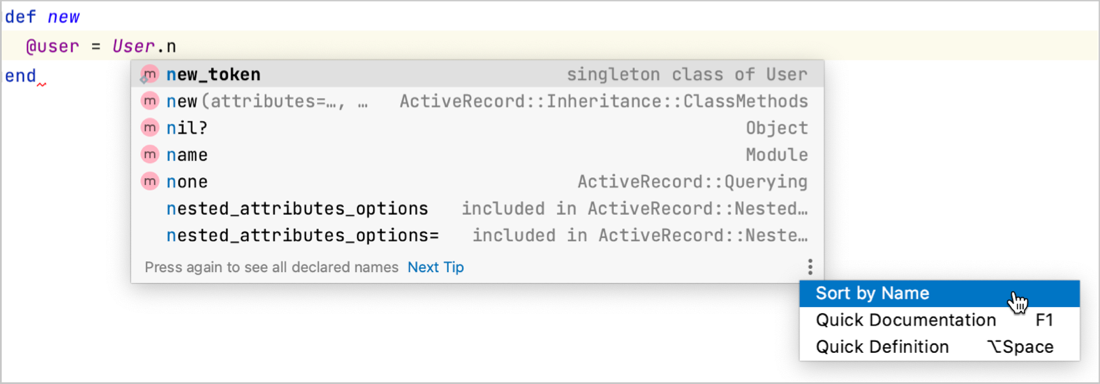 def new
@user = User.n
end
m new_token singleton class of User
m new(attributes=…, … ActiveRecord::Inheritance::ClassMethods
m nil? Object
m name Module
m none ActiveRecord::Querying
nested_attributes_options included in ActiveRecord::Nested…
nested_attributes_options= included in ActiveRecord::Neste…
Press again to see all declared names Next Tip
Sort by Name
Quick Documentation F1
Quick Definition ⌥Space